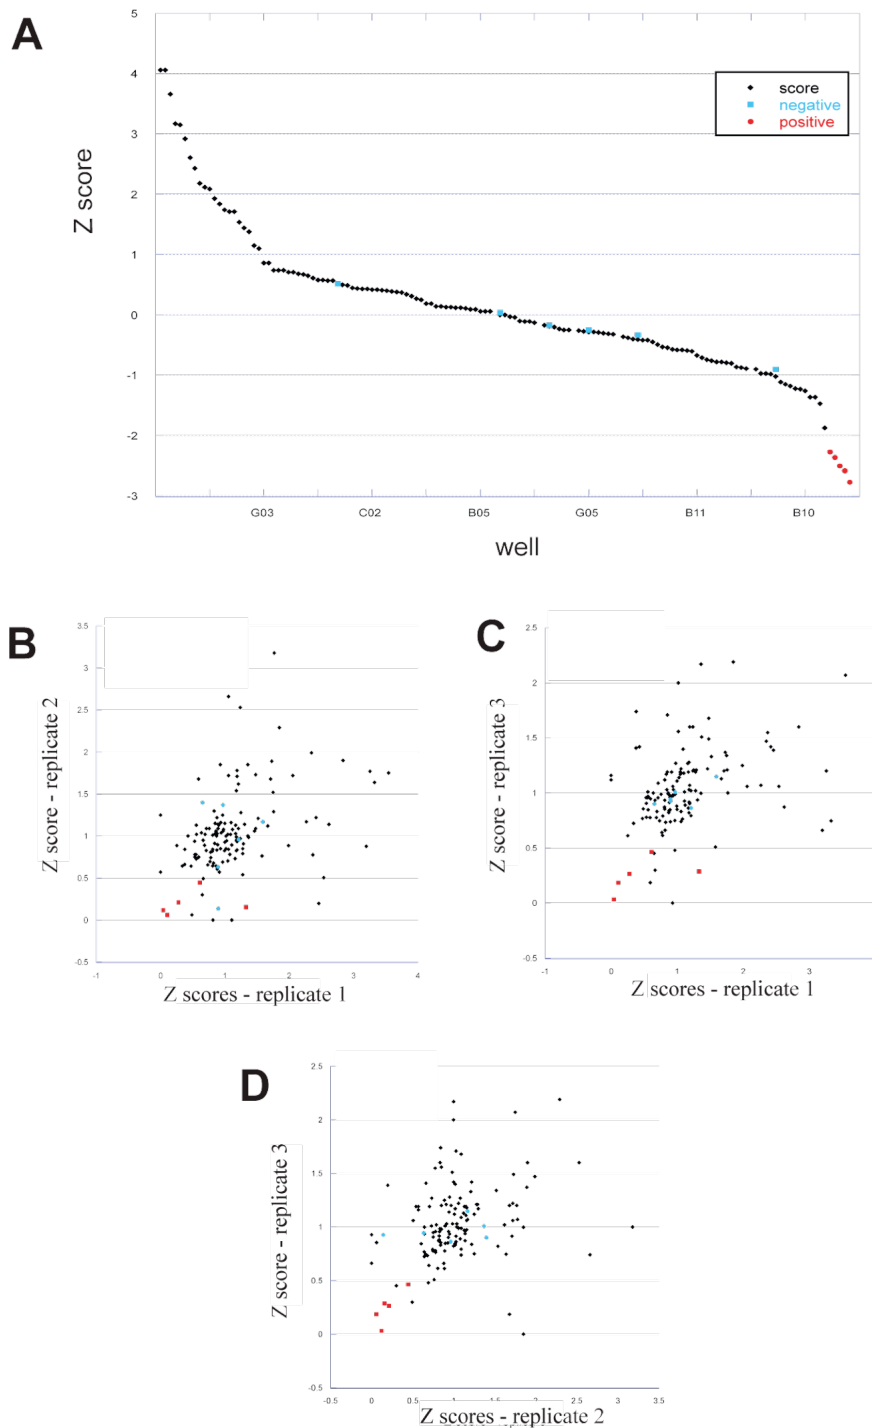 A
Z score
5
4
3
2
1
0
-1
-2
-3
score
negative
positive
G03
C02
B05
G05
B11
B10
well
B
Z score - replicate 2
3.5
3
2.5
2
1.5
1
0.5
0
-0.5
-1
0
1
2
3
4
Z scores - replicate 1
C
Z score - replicate 3
2.5
2
1.5
1
0.5
0
-0.5
-1
0
1
2
3
Z scores - replicate 1
D
Z score - replicate 3
2.5
2
1.5
1
0.5
0
-0.5
-0.5
0
0.5
1
1.5
2
2.5
3
3.5
Z scores - replicate 2